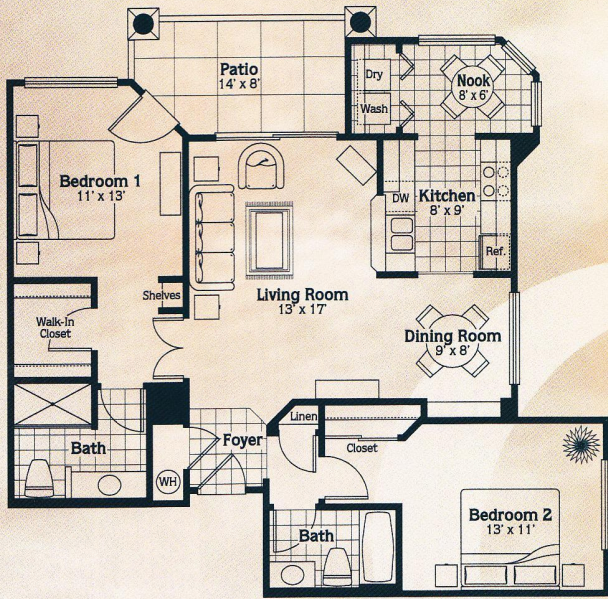 Patio
14' x 8'
Dry
Wash
Nook
8' x 6'
Bedroom 1
11' x 13'
DW
Kitchen
8' x 9'
Ref.
Shelves
Living Room
13' x 17'
Walk-In
Closet
Dining Room
9' x 8'
Linen
Foyer
Closet
Bath
WH
Bath
Bedroom 2
13' x 11'